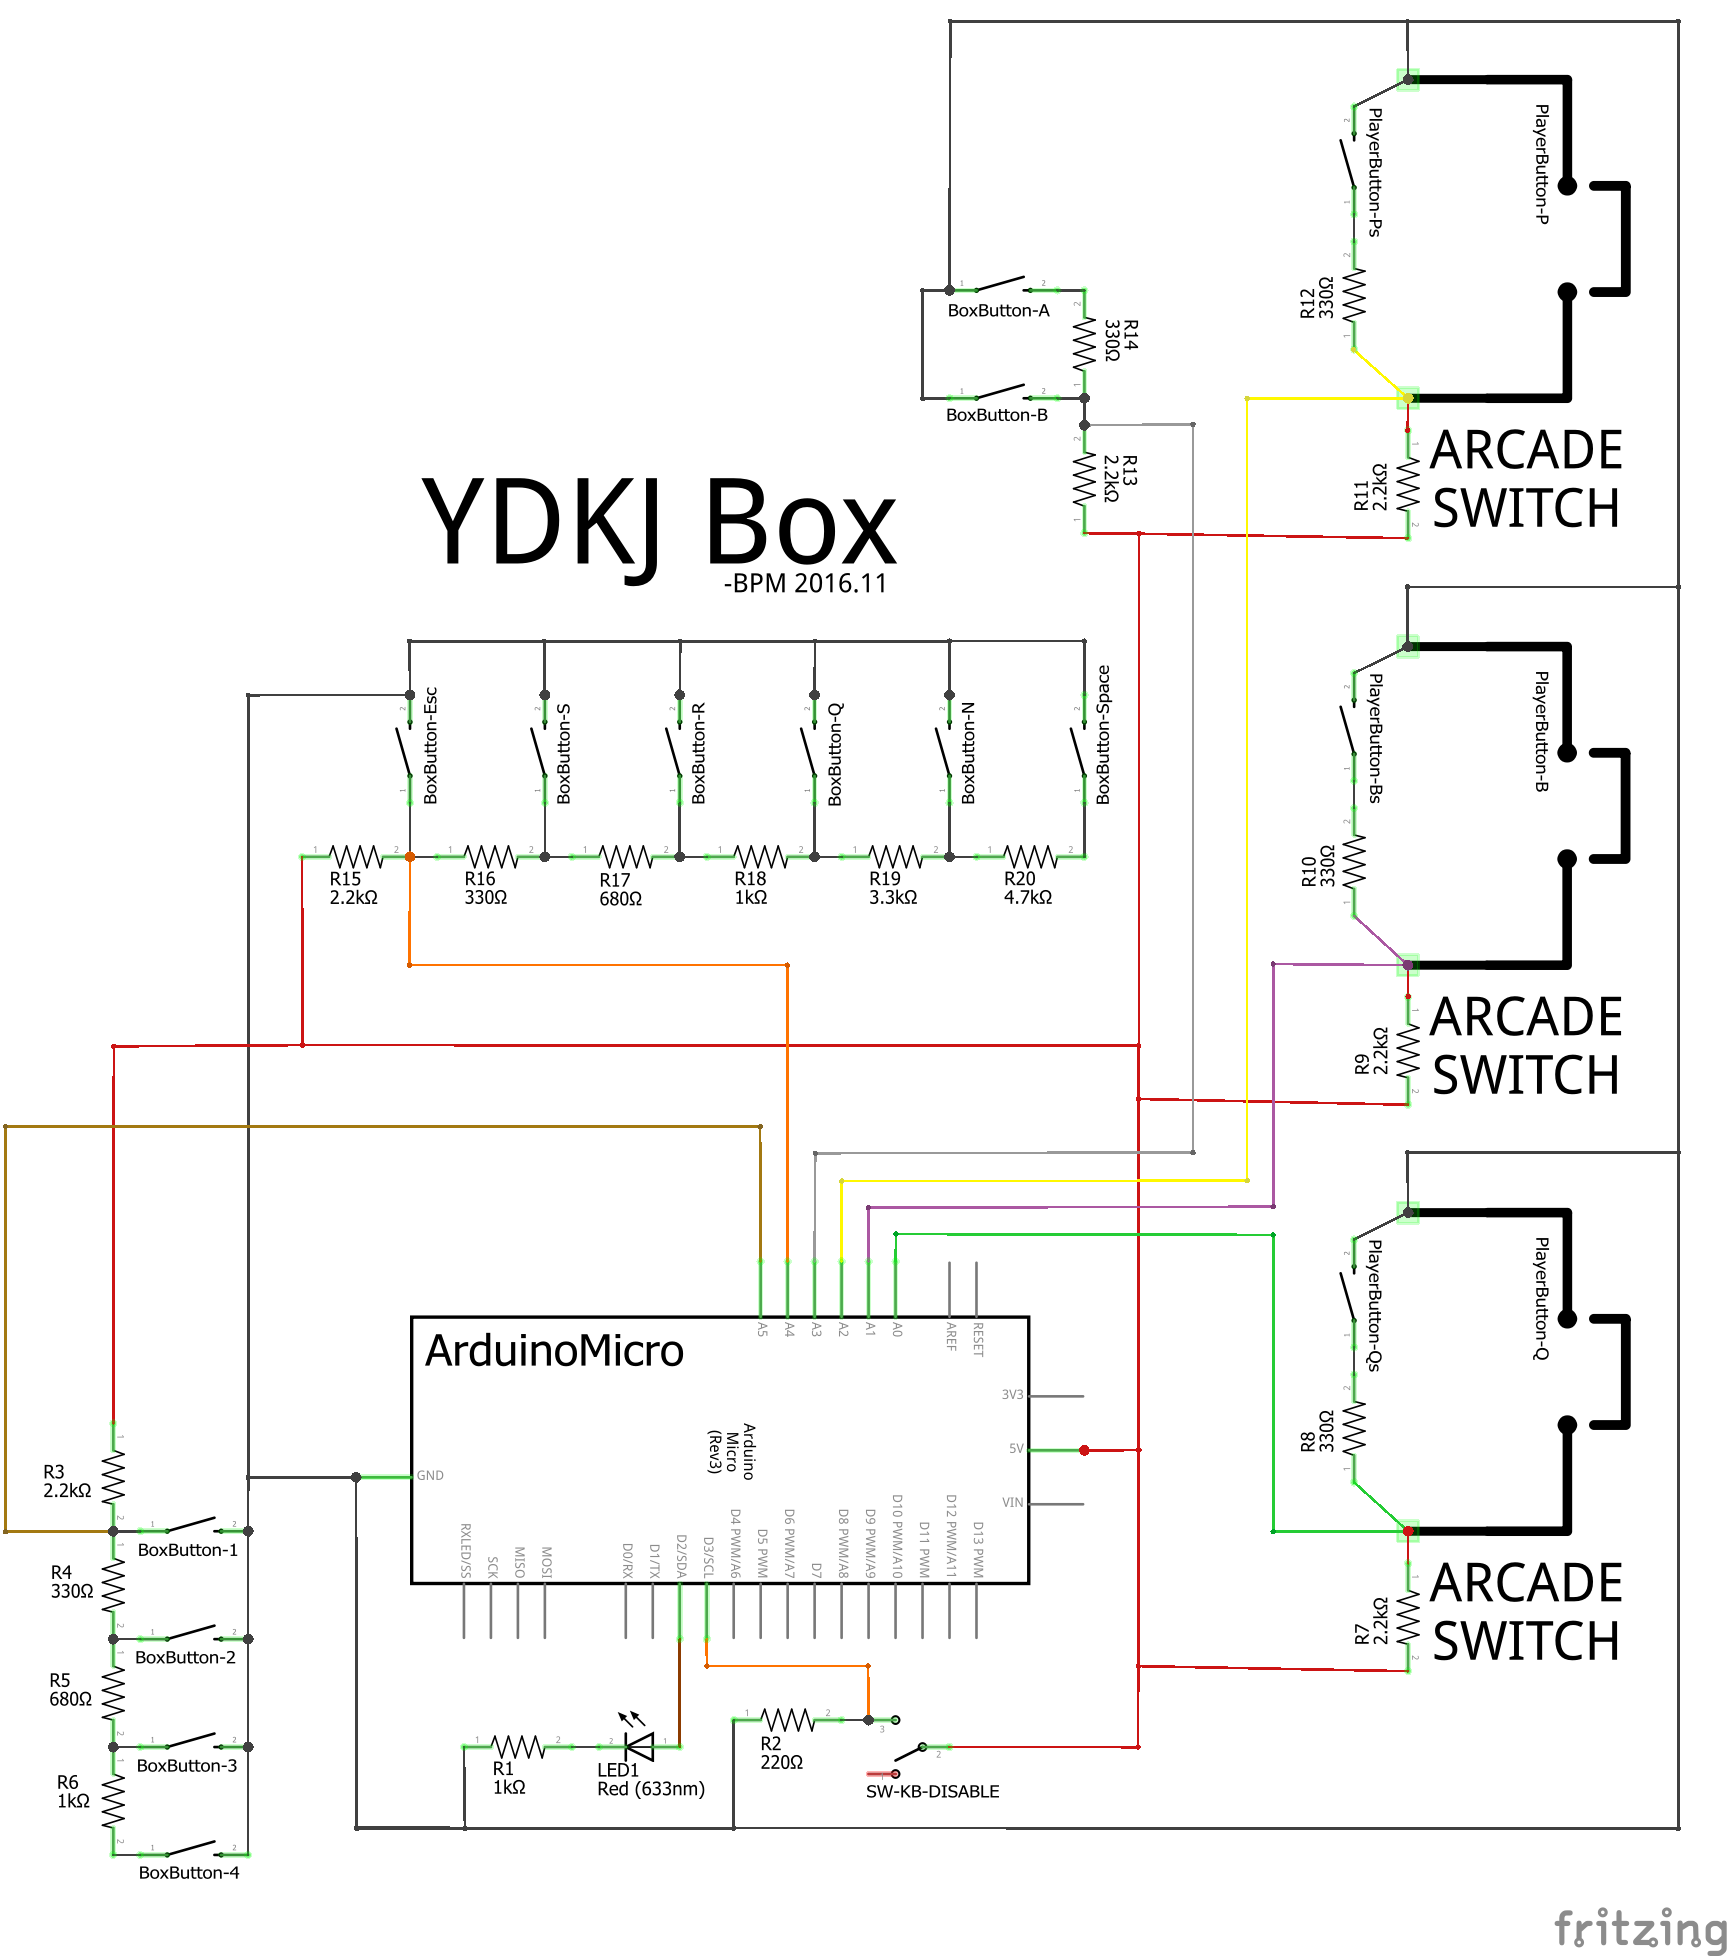 PlayerButton-Ps
PlayerButton-P
R12
330Ω
BoxButton-A
R14
330Ω
BoxButton-B
R13
2.2kΩ
R11
2.2kΩ
ARCADE
SWITCH
YDKJ Box
-BPM 2016.11
BoxButton-Esc
BoxButton-S
BoxButton-R
BoxButton-Q
BoxButton-N
BoxButton-Space
R15
2.2kΩ
R16
330Ω
R17
680Ω
R18
1kΩ
R19
3.3kΩ
R20
4.7kΩ
PlayerButton-Bs
PlayerButton-B
R10
330Ω
R9
2.2kΩ
ARCADE
SWITCH
PlayerButton-Qs
PlayerButton-Q
R8
330Ω
R7
2.2kΩ
ARCADE
SWITCH
ArduinoMicro
A5
A4
A3
A2
A1
A0
AREF
RESET
3V3
5V
VIN
GND
Arduino
Micro
(Rev3)
RXLED/SS
SCK
MISO
MOSI
D0/RX
D1/TX
D2/SDA
D3/SCL
D4 PWM/A6
D5 PWM
D6 PWM/A7
D7
D8 PWM/A8
D9 PWM/A9
D10 PWM/A10
D11 PWM
D12 PWM/A11
D13 PWM
R3
2.2kΩ
BoxButton-1
R4
330Ω
BoxButton-2
R5
680Ω
BoxButton-3
R6
1kΩ
BoxButton-4
R1
1kΩ
LED1
Red (633nm)
R2
220Ω
3
2
SW-KB-DISABLE
fritzing